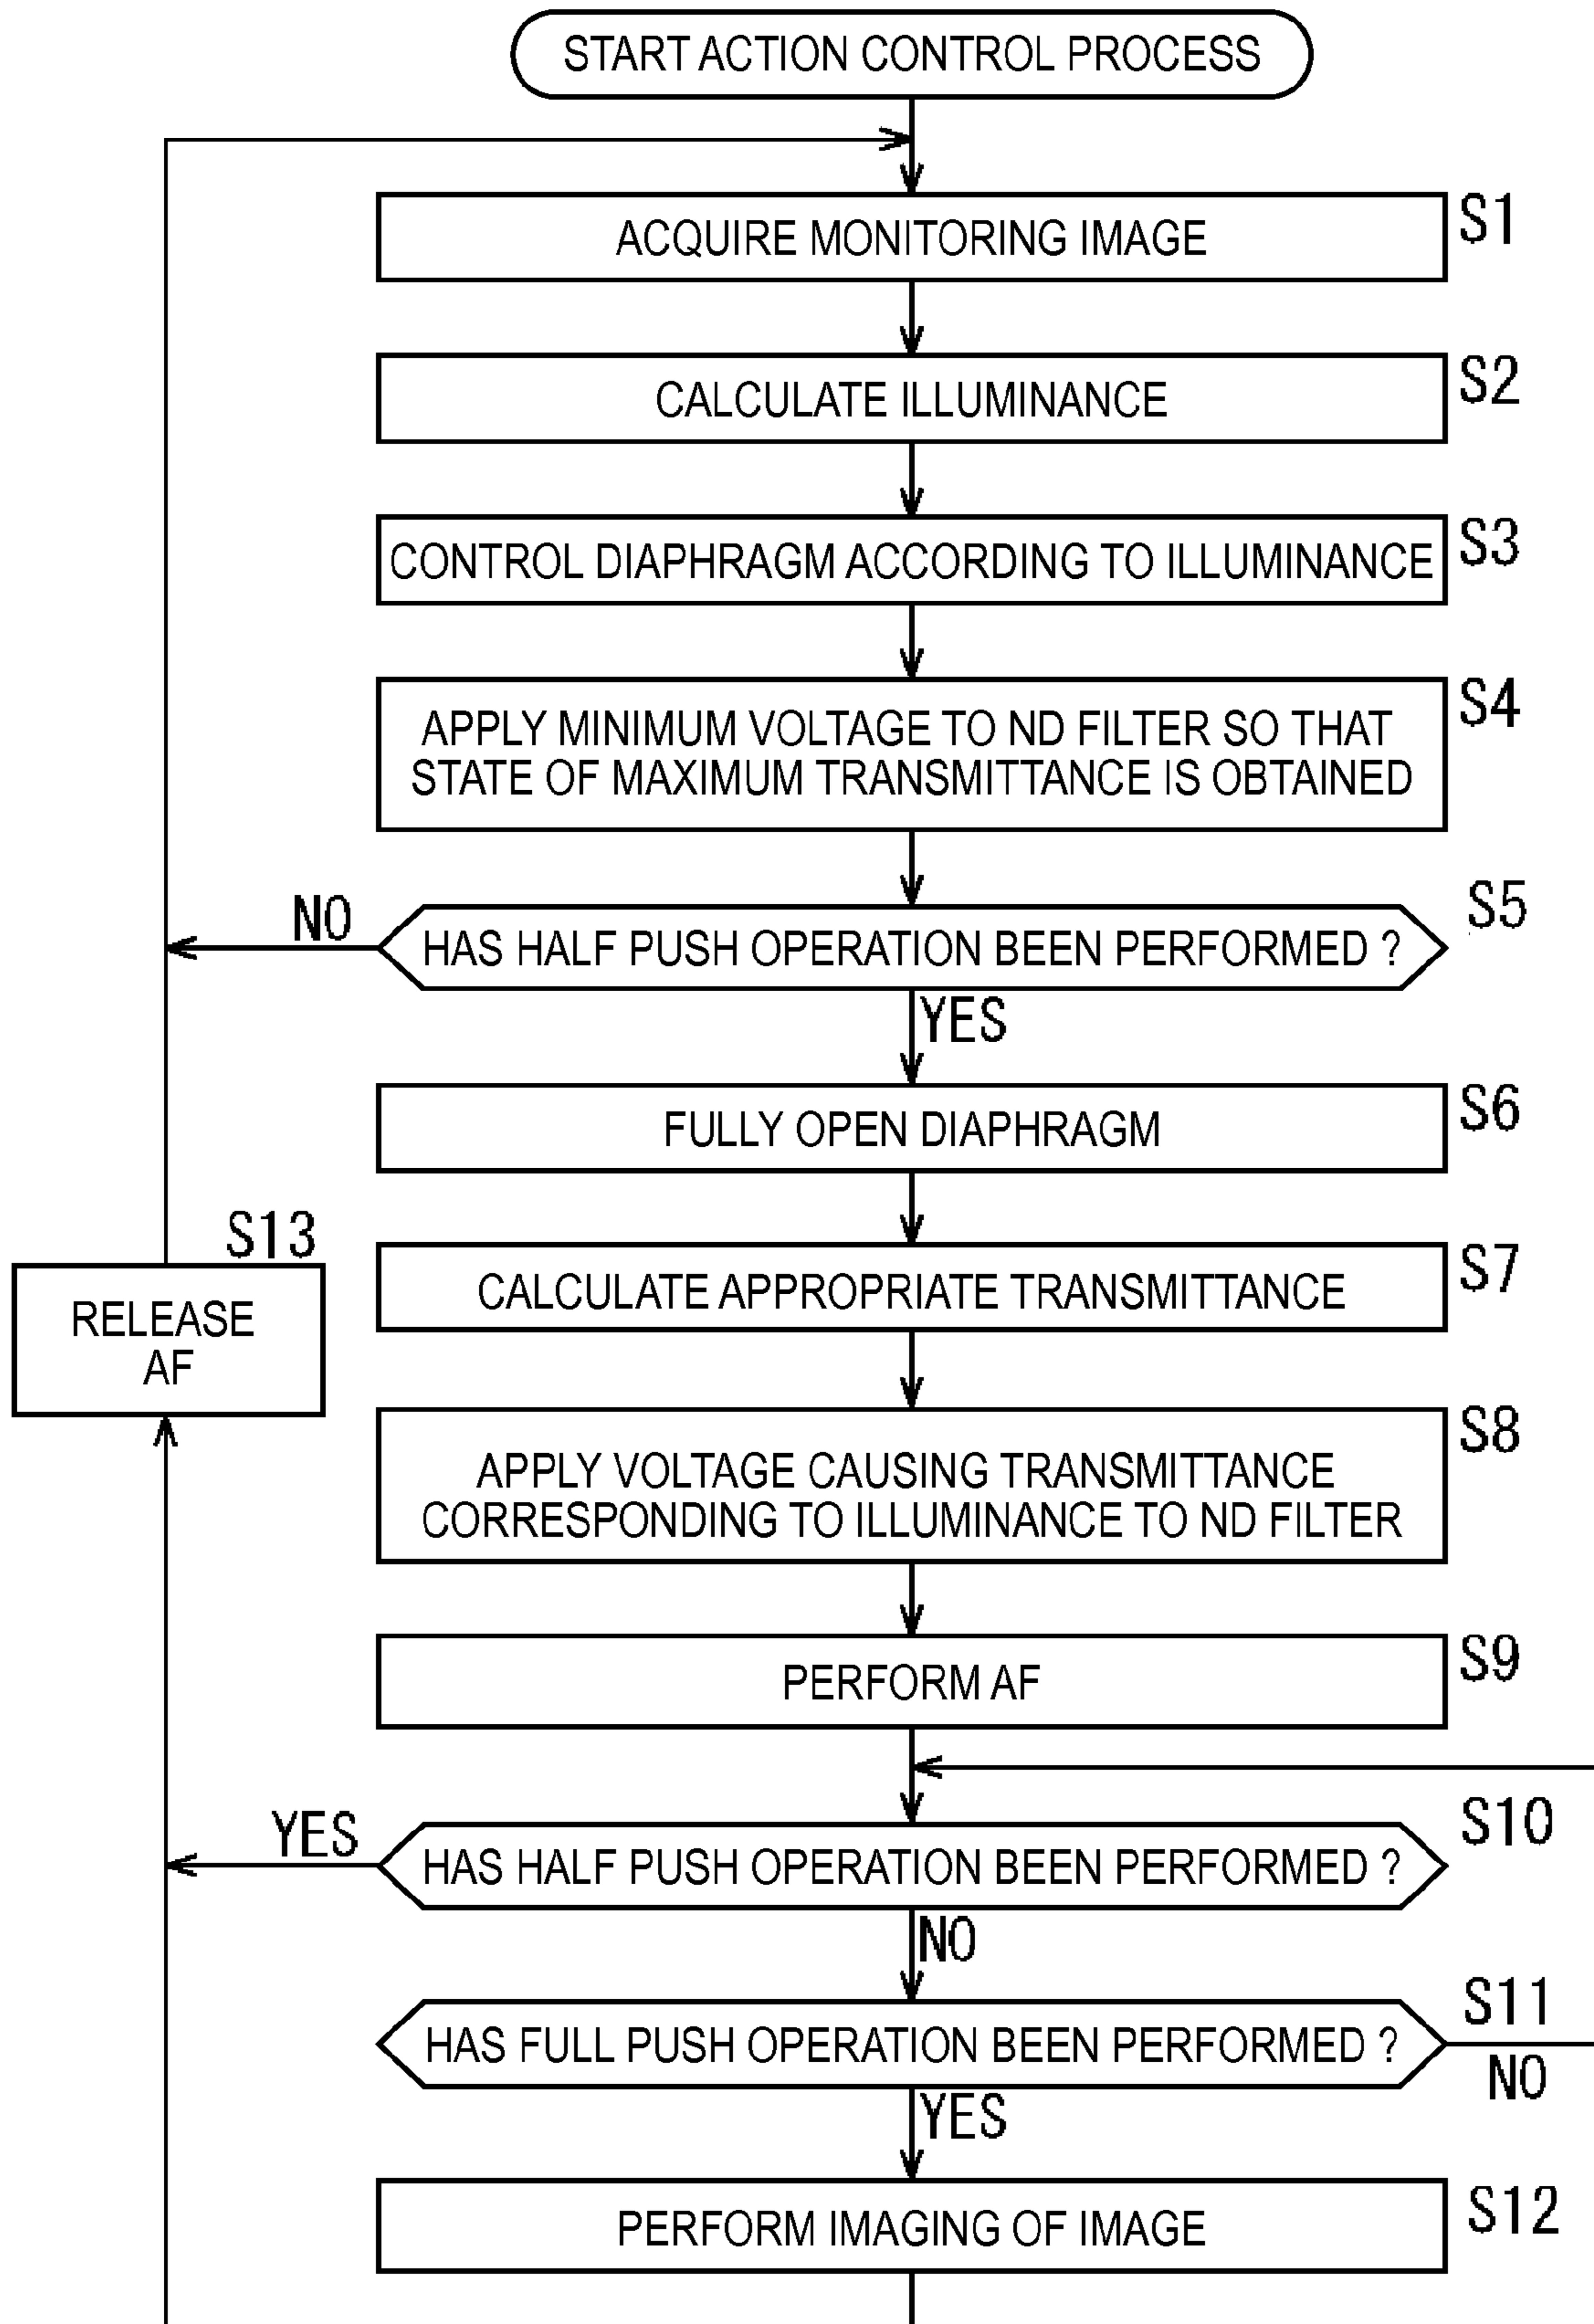 START ACTION CONTROL PROCESS
ACQUIRE MONITORING IMAGE
S1
CALCULATE ILLUMINANCE
S2
CONTROL DIAPHRAGM ACCORDING TO ILLUMINANCE
S3
APPLY MINIMUM VOLTAGE TO ND FILTER SO THAT
STATE OF MAXIMUM TRANSMITTANCE IS OBTAINED
S4
NO
HAS HALF PUSH OPERATION BEEN PERFORMED ?
S5
YES
FULLY OPEN DIAPHRAGM
S6
CALCULATE APPROPRIATE TRANSMITTANCE
S7
S13
RELEASE
AF
APPLY VOLTAGE CAUSING TRANSMITTANCE
CORRESPONDING TO ILLUMINANCE TO ND FILTER
S8
PERFORM AF
S9
YES
HAS HALF PUSH OPERATION BEEN PERFORMED ?
S10
NO
HAS FULL PUSH OPERATION BEEN PERFORMED ?
S11
NO
YES
PERFORM IMAGING OF IMAGE
S12